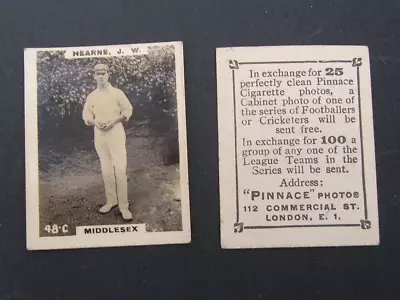 HEARNE, J. W.
48·C
MIDDLESEX
In exchange for 25
perfectly clean Pinnace
Cigarette photos, a
Cabinet photo of one of
the series of Footballers
or Cricketers will be
sent free.
In exchange for 100 a
group of any one of the
League Teams in the
Series will be sent.
Address:
"PINNACE" PHOTO®
112 COMMERCIAL ST.
LONDON, E. 1.